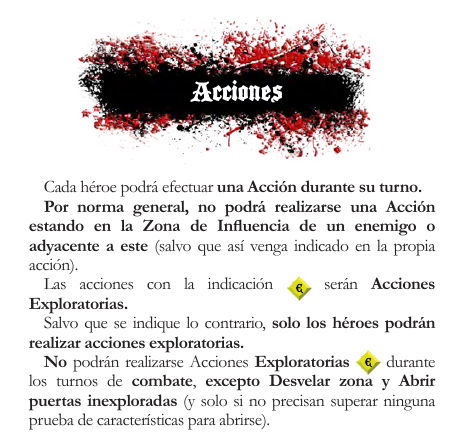 Acciones
Cada héroe podrá efectuar una Acción durante su turno.
Por norma general, no podrá realizarse una Acción
estando en la Zona de Influencia de un enemigo o
adyacente a este (salvo que así venga indicado en la propia
acción).
Las acciones con la indicación € serán Acciones
Exploratorias.
Salvo que se indique lo contrario, solo los héroes podrán
realizar acciones exploratorias.
No podrán realizarse Acciones Exploratorias € durante
los turnos de combate, excepto Desvelar zona y Abrir
puertas inexploradas (y solo si no precisan superar ninguna
prueba de características para abrirse).